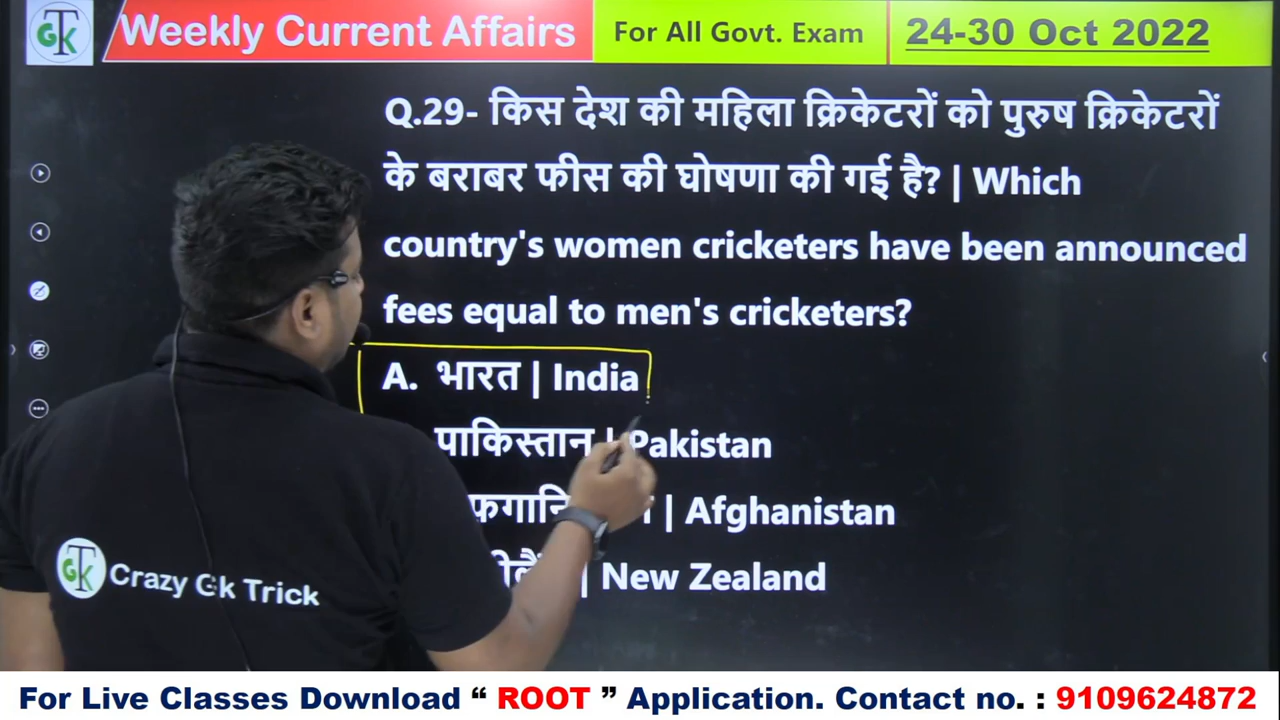 GTK
Weekly Current Affairs
For All Govt. Exam
24-30 Oct 2022
Q.29- किस देश की महिला क्रिकेटरों को पुरुष क्रिकेटरों
के बराबर फीस की घोषणा की गई है? | Which
country's women cricketers have been announced
fees equal to men's cricketers?
A. भारत | India
पाकिस्तान | Pakistan
| Afghanistan
| New Zealand
GTK Crazy Gk Trick
For Live Classes Download “ ROOT ” Application. Contact no. : 9109624872